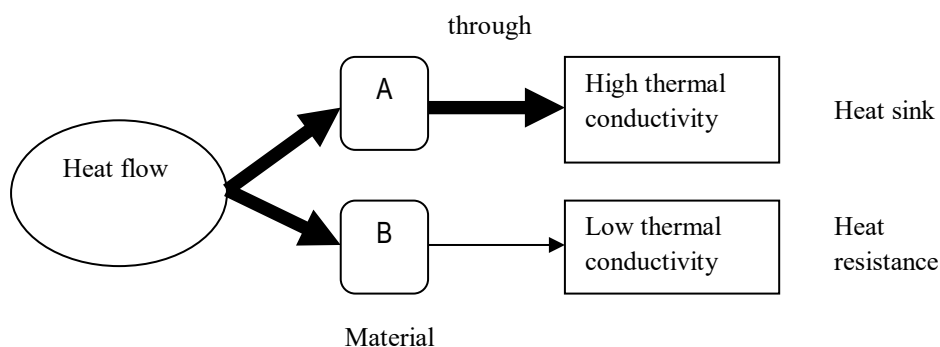 through
A
High thermal
conductivity
Heat sink
Heat flow
B
Low thermal
conductivity
Heat
resistance
Material